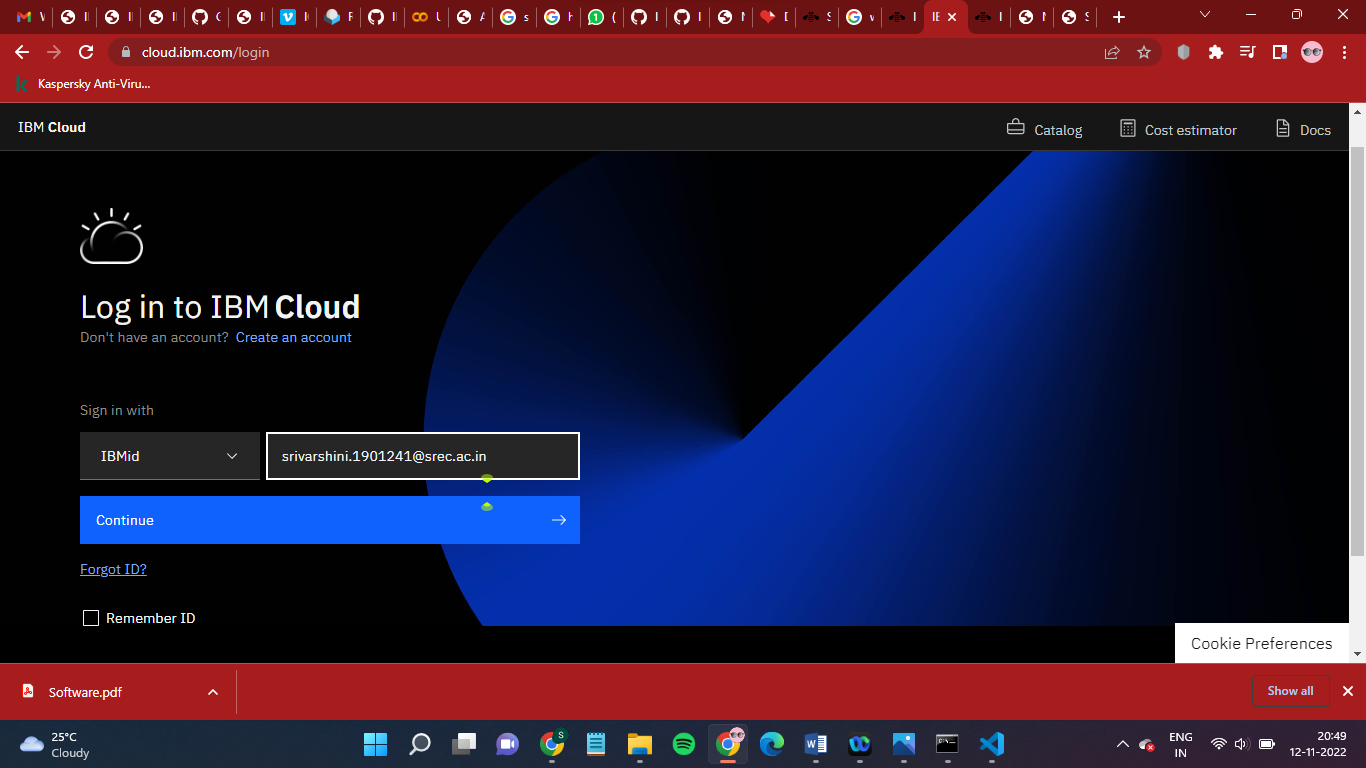 cloud.ibm.com/login
Kaspersky Anti-Viru...
IBM Cloud
Catalog
Cost estimator
Docs
Log in to IBM Cloud
Don't have an account? Create an account
Sign in with
IBMid
srivarshini.1901241@srec.ac.in
Continue
Forgot ID?
Remember ID
Cookie Preferences
Software.pdf
Show all
25°C
Cloudy
ENG
IN
20:49
12-11-2022